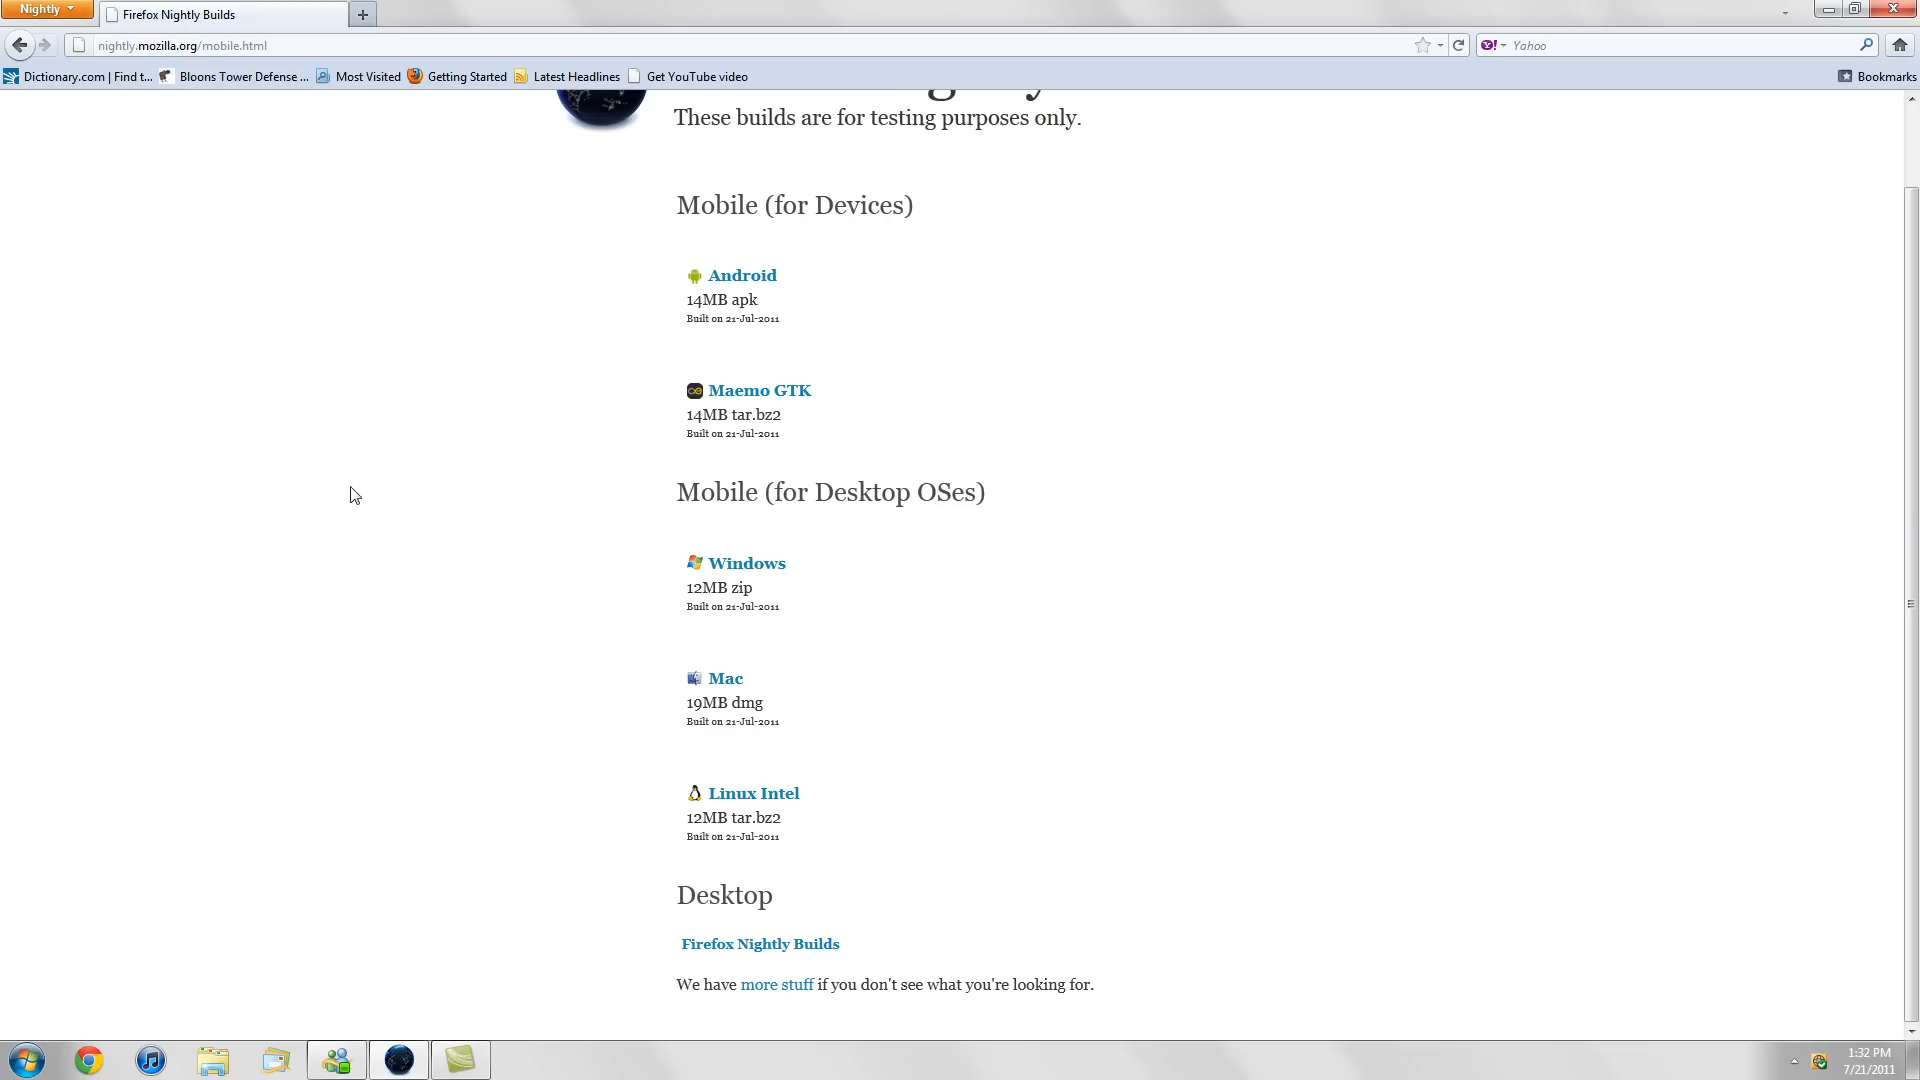 Nightly
Firefox Nightly Builds
nightly.mozilla.org/mobile.html
Yahoo
Dictionary.com | Find t...
Bloons Tower Defense ...
Most Visited
Getting Started
Latest Headlines
Get YouTube video
Bookmarks
These builds are for testing purposes only.
Mobile (for Devices)
Android
14MB apk
Built on 21-Jul-2011
Maemo GTK
14MB tar.bz2
Built on 21-Jul-2011
Mobile (for Desktop OSes)
Windows
12MB zip
Built on 21-Jul-2011
Mac
19MB dmg
Built on 21-Jul-2011
Linux Intel
12MB tar.bz2
Built on 21-Jul-2011
Desktop
Firefox Nightly Builds
We have more stuff if you don't see what you're looking for.
1:32 PM
7/21/2011